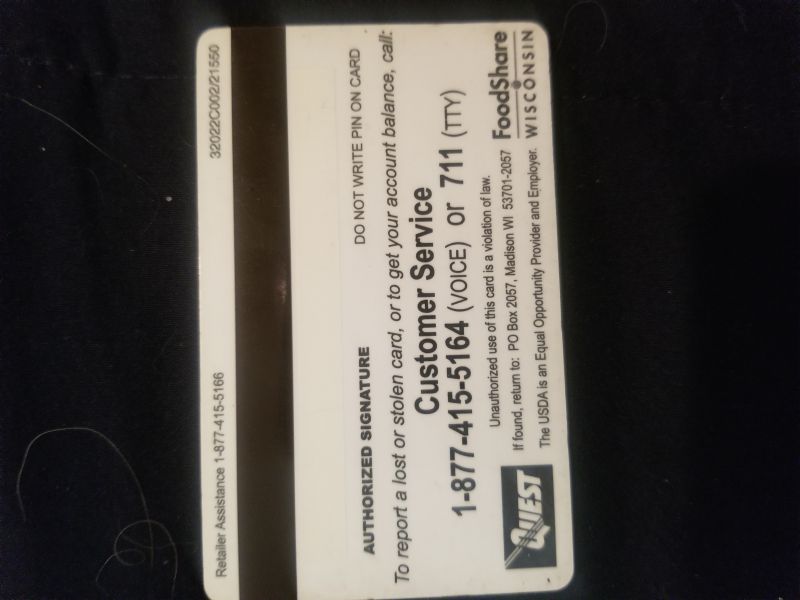 Retailer Assistance 1-877-415-5166 32022C002/21550
AUTHORIZED SIGNATURE DO NOT WRITE PIN ON CARD
To report a lost or stolen card, or to get your account balance, call:
Customer Service
1-877-415-5164 (VOICE) or 711 (TTY)
Unauthorized use of this card is a violation of law.
If found, return to: PO Box 2057, Madison WI 53701-2057
The USDA is an Equal Opportunity Provider and Employer.
QUEST
FoodShare
WISCONSIN